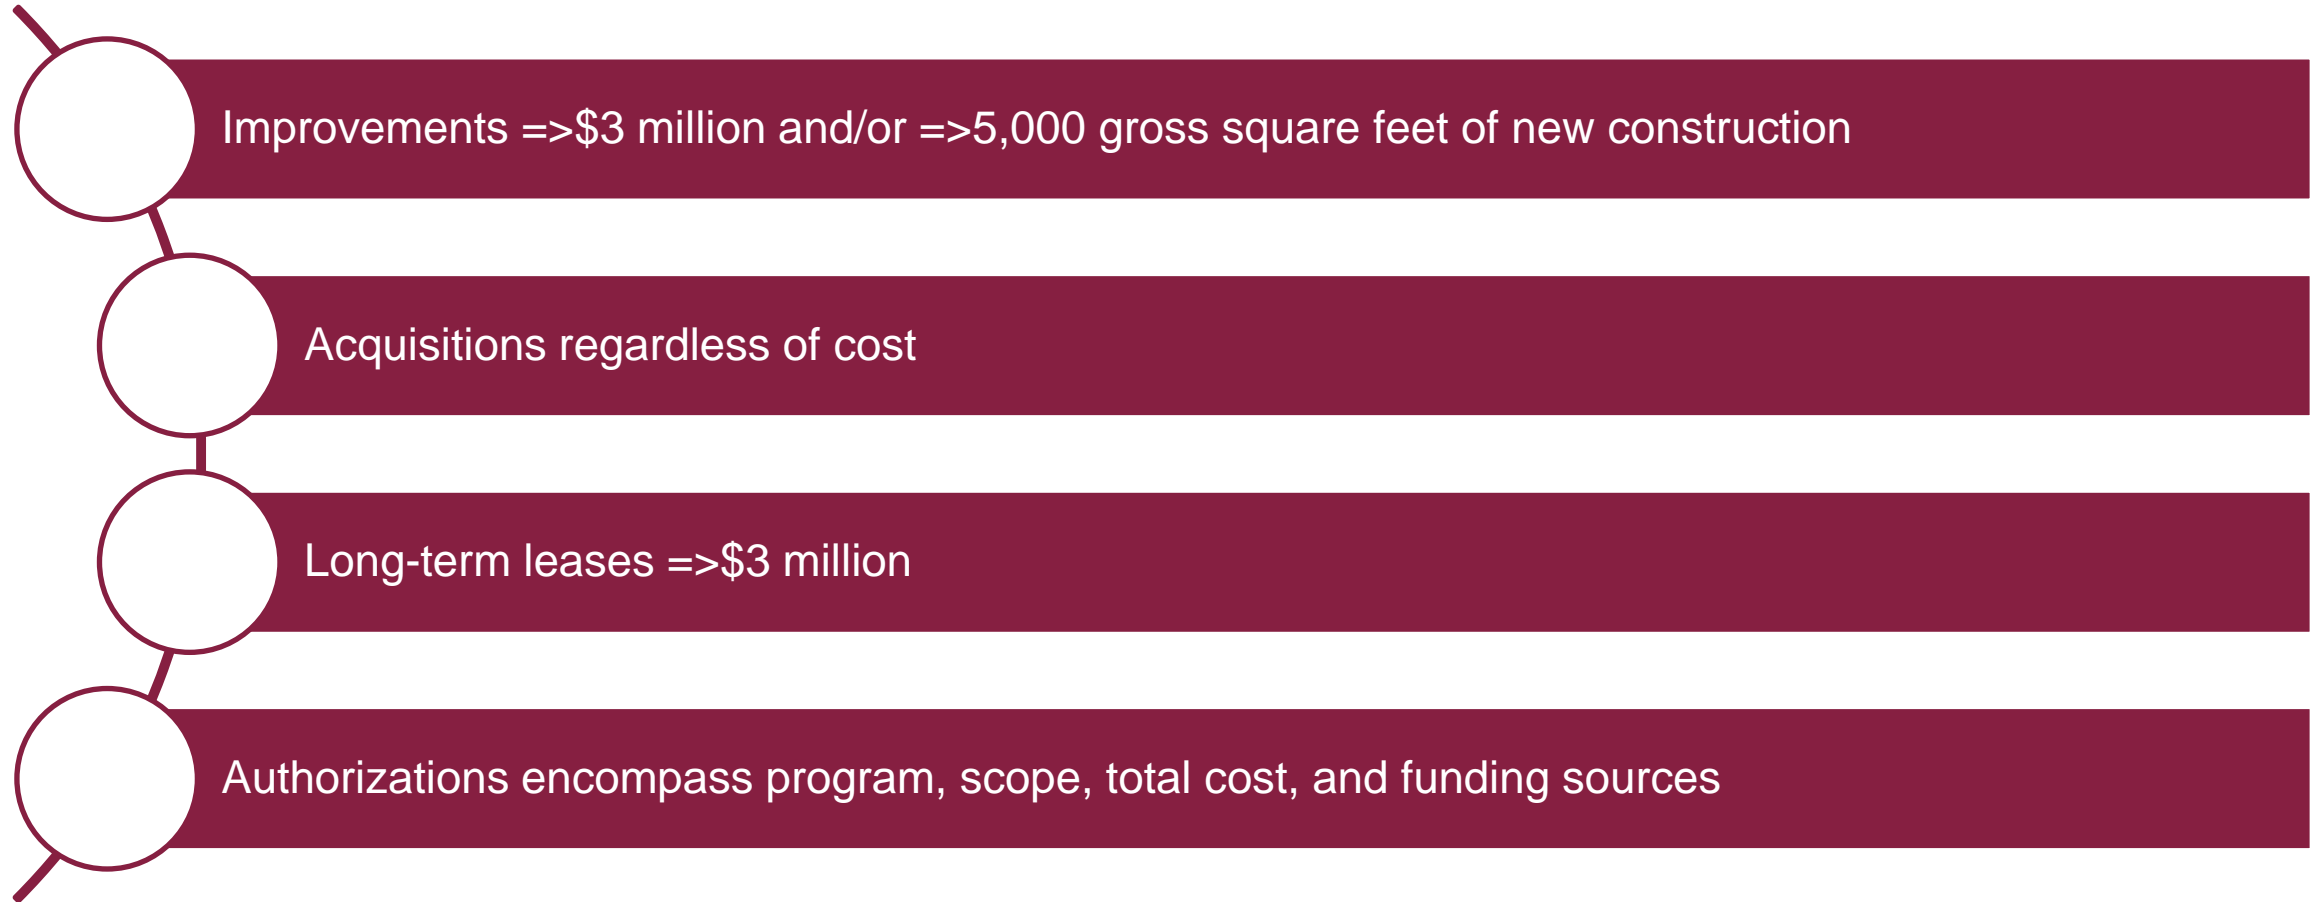 Improvements =>$3 million and/or =>5,000 gross square feet of new construction
Acquisitions regardless of cost
Long-term leases =>$3 million
Authorizations encompass program, scope, total cost, and funding sources